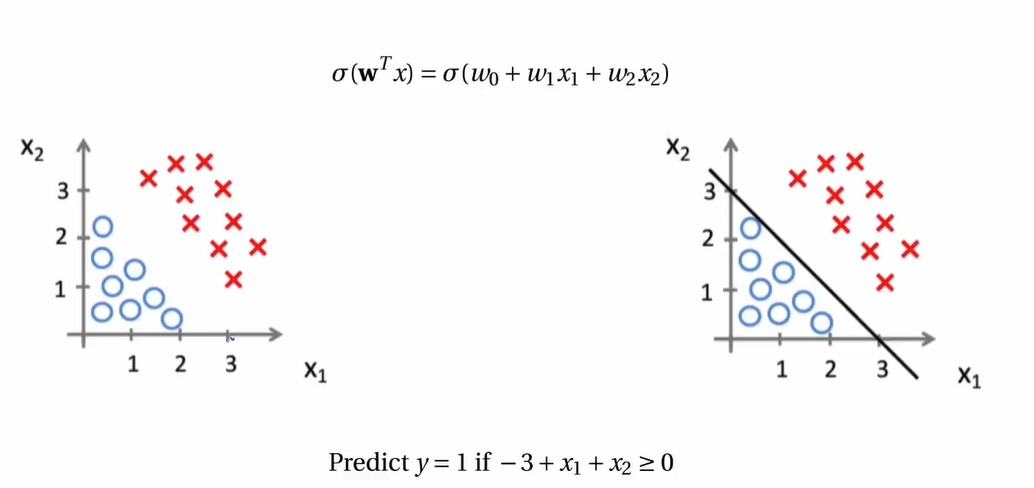 σ(wᵀx) = σ(w₀ + w₁x₁ + w₂x₂)
x₂
3
2
1
1 2 3
x₁
x₂
3
2
1
1 2 3
x₁
Predict y = 1 if −3 + x₁ + x₂ ≥ 0